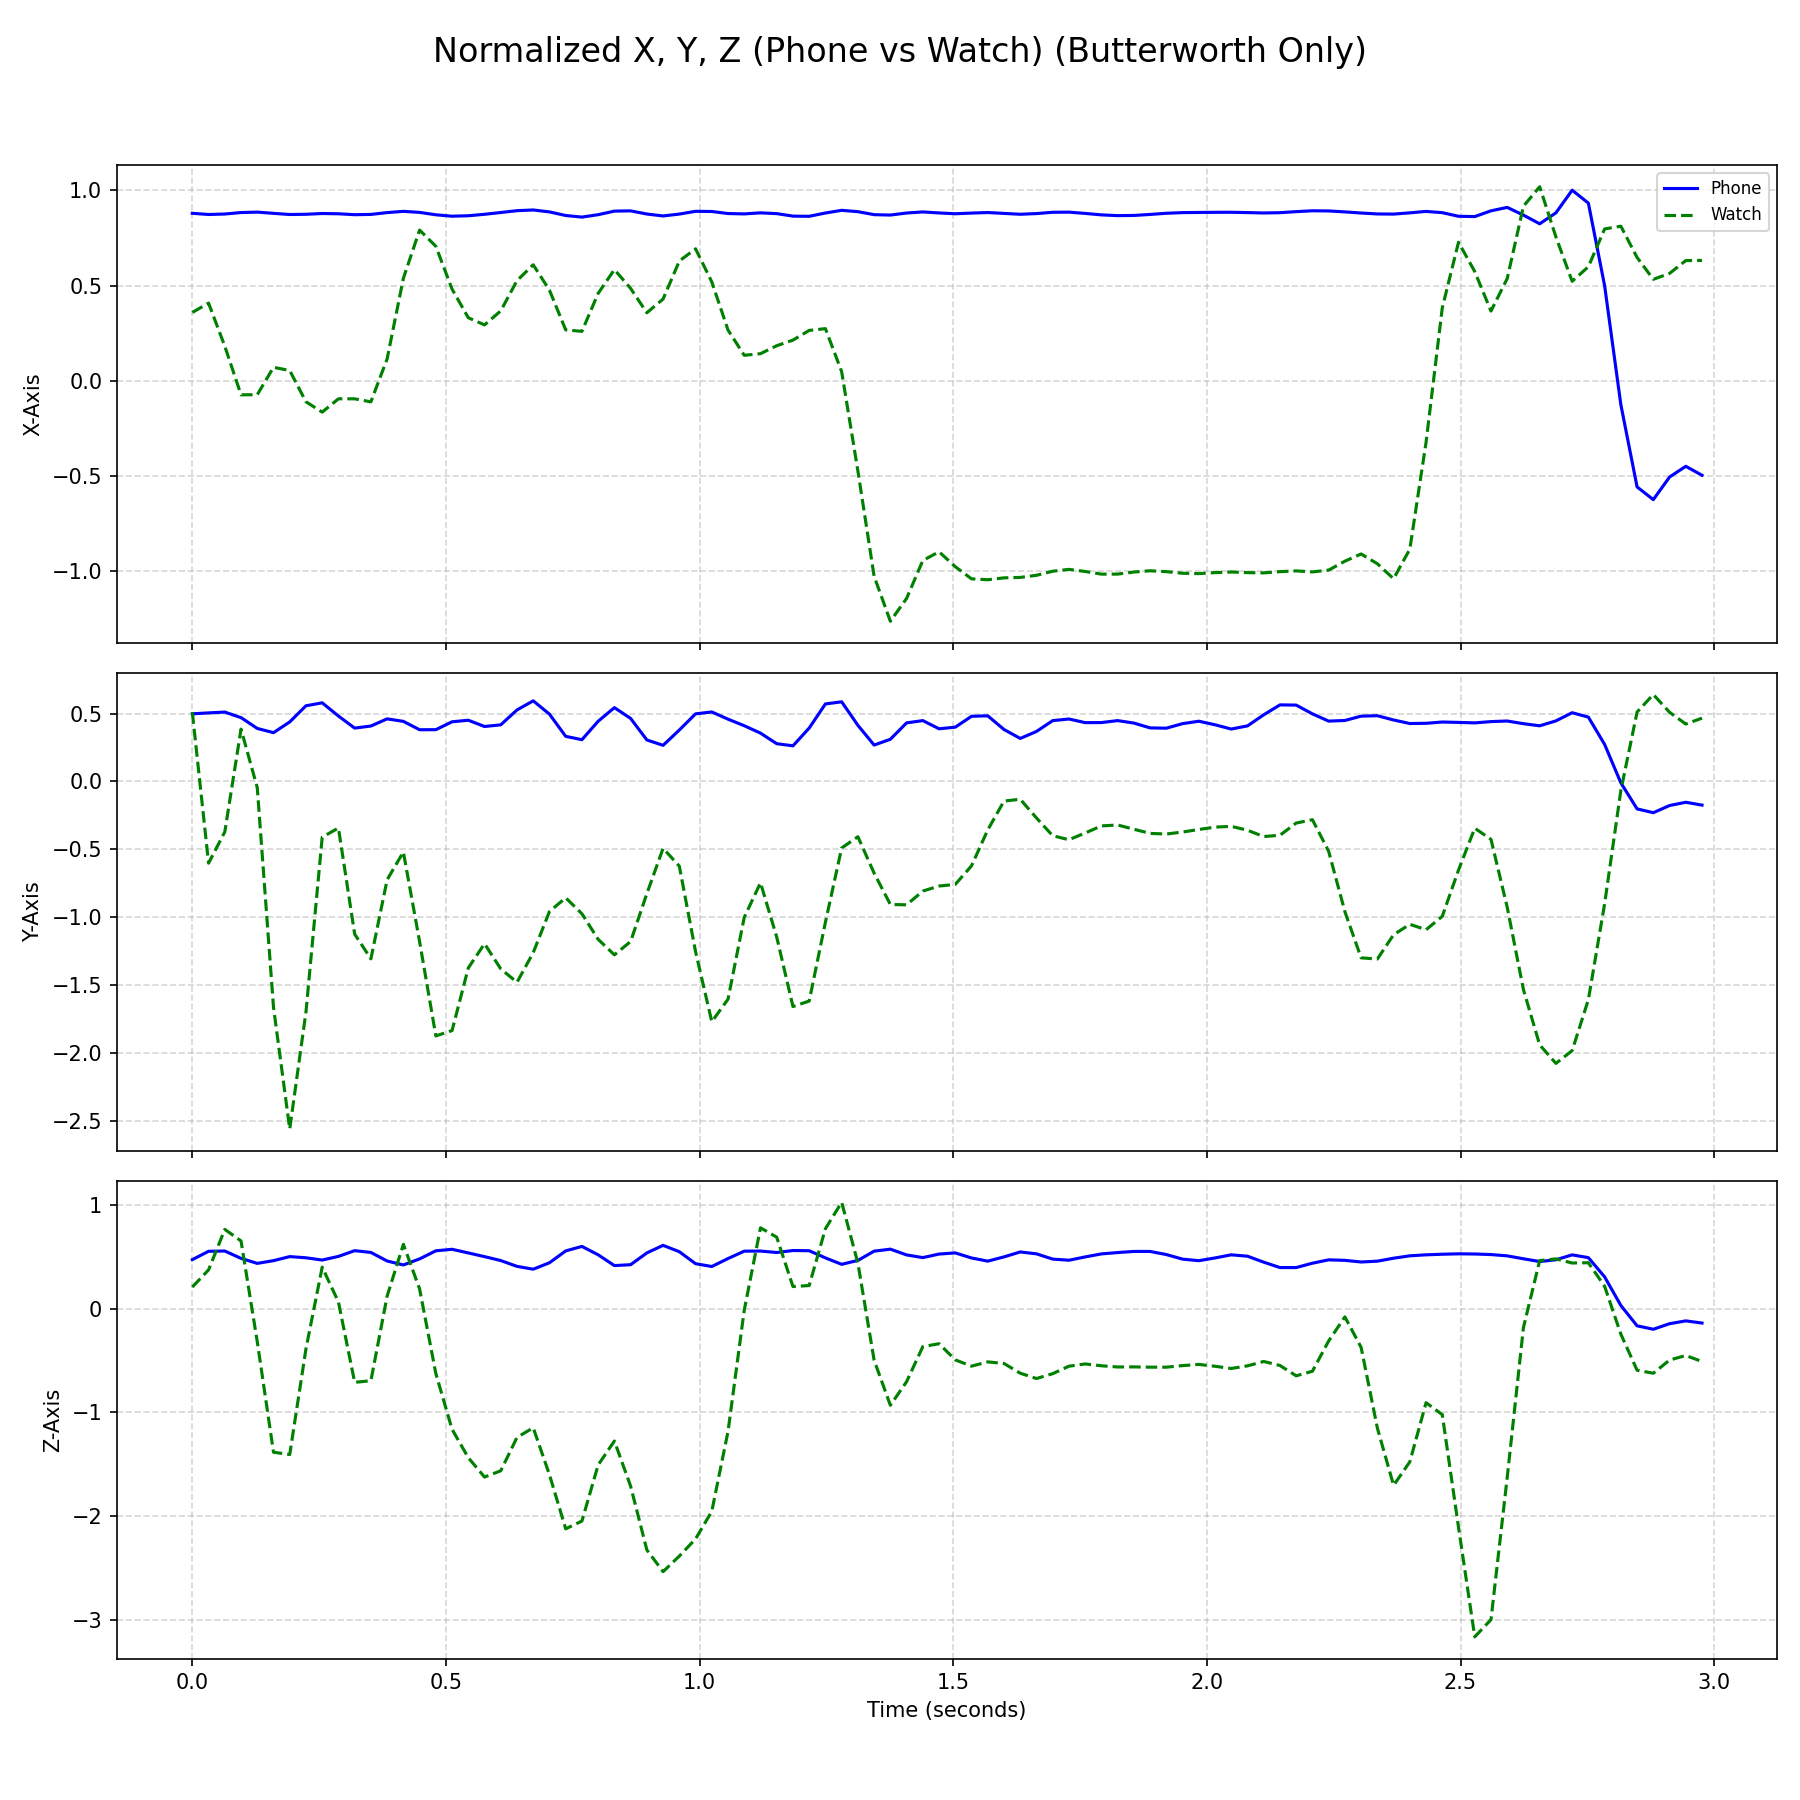 Normalized X, Y, Z (Phone vs Watch) (Butterworth Only)
Phone
Watch
1.0
0.5
0.0
−0.5
−1.0
X-Axis
0.5
0.0
−0.5
−1.0
−1.5
−2.0
−2.5
Y-Axis
1
0
−1
−2
−3
Z-Axis
0.0 0.5 1.0 1.5 2.0 2.5 3.0
Time (seconds)